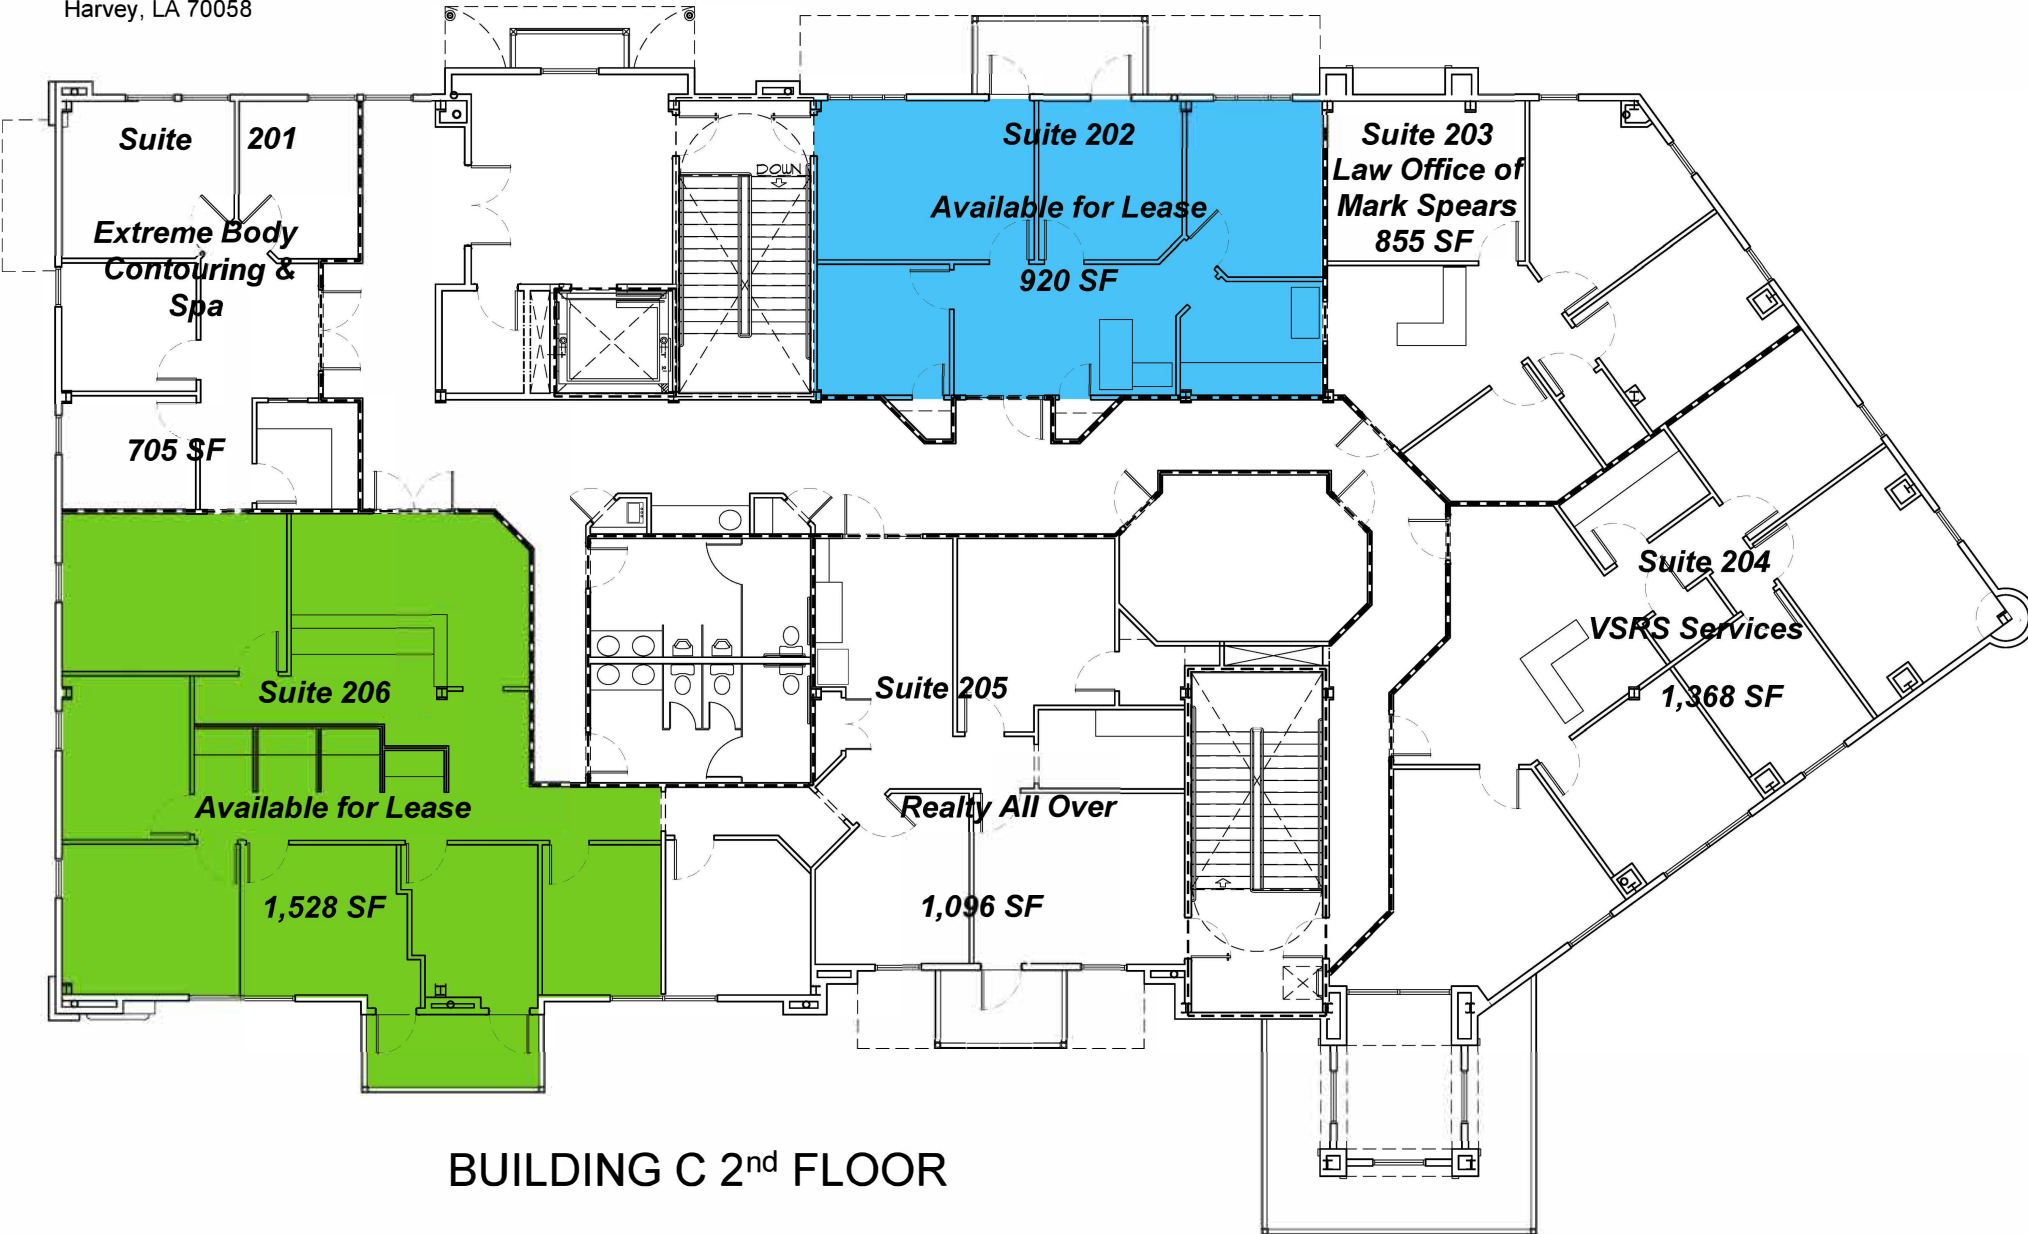 Harvey, LA 70058
Suite 201
Extreme Body
Contouring &
Spa
705 SF
DOWN
Suite 202
Available for Lease
920 SF
Suite 203
Law Office of
Mark Spears
855 SF
Suite 204
VSRS Services
1,368 SF
Suite 205
Realty All Over
1,096 SF
Suite 206
Available for Lease
1,528 SF
BUILDING C 2nd FLOOR